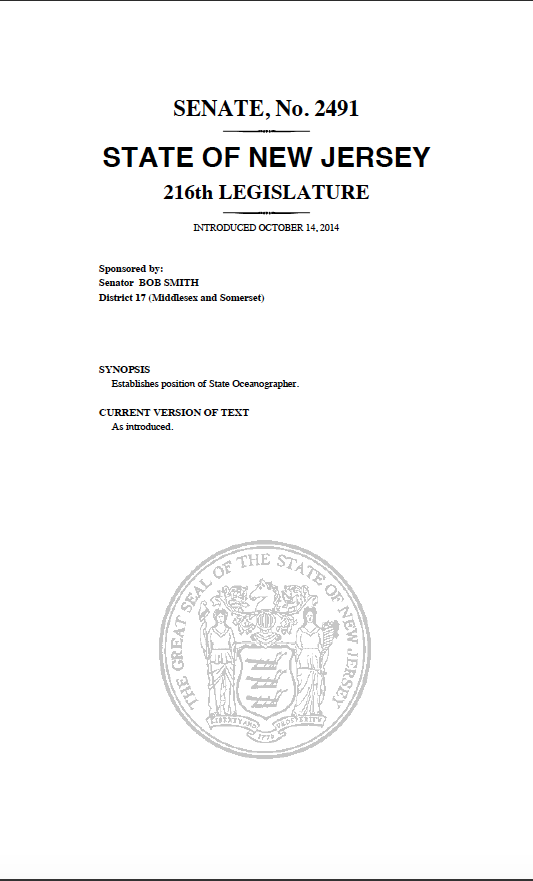 SENATE, No. 2491
STATE OF NEW JERSEY
216th LEGISLATURE
INTRODUCED OCTOBER 14, 2014
Sponsored by:
Senator BOB SMITH
District 17 (Middlesex and Somerset)
SYNOPSIS
Establishes position of State Oceanographer.
CURRENT VERSION OF TEXT
As introduced.
THE GREAT SEAL OF THE STATE OF NEW JERSEY
LIBERTY AND PROSPERITY
1776